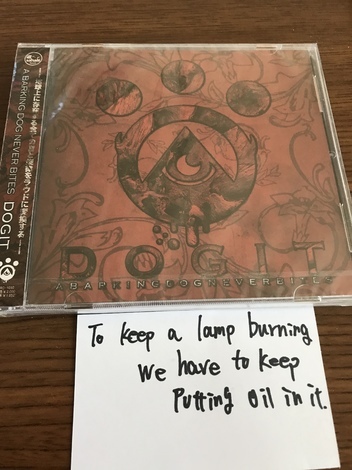 A BARKING DOG NEVER BITES DOGIT
DOGIT
ABARKINGDOGNEVERBITES
To keep a lamp burning
we have to keep
putting oil in it.